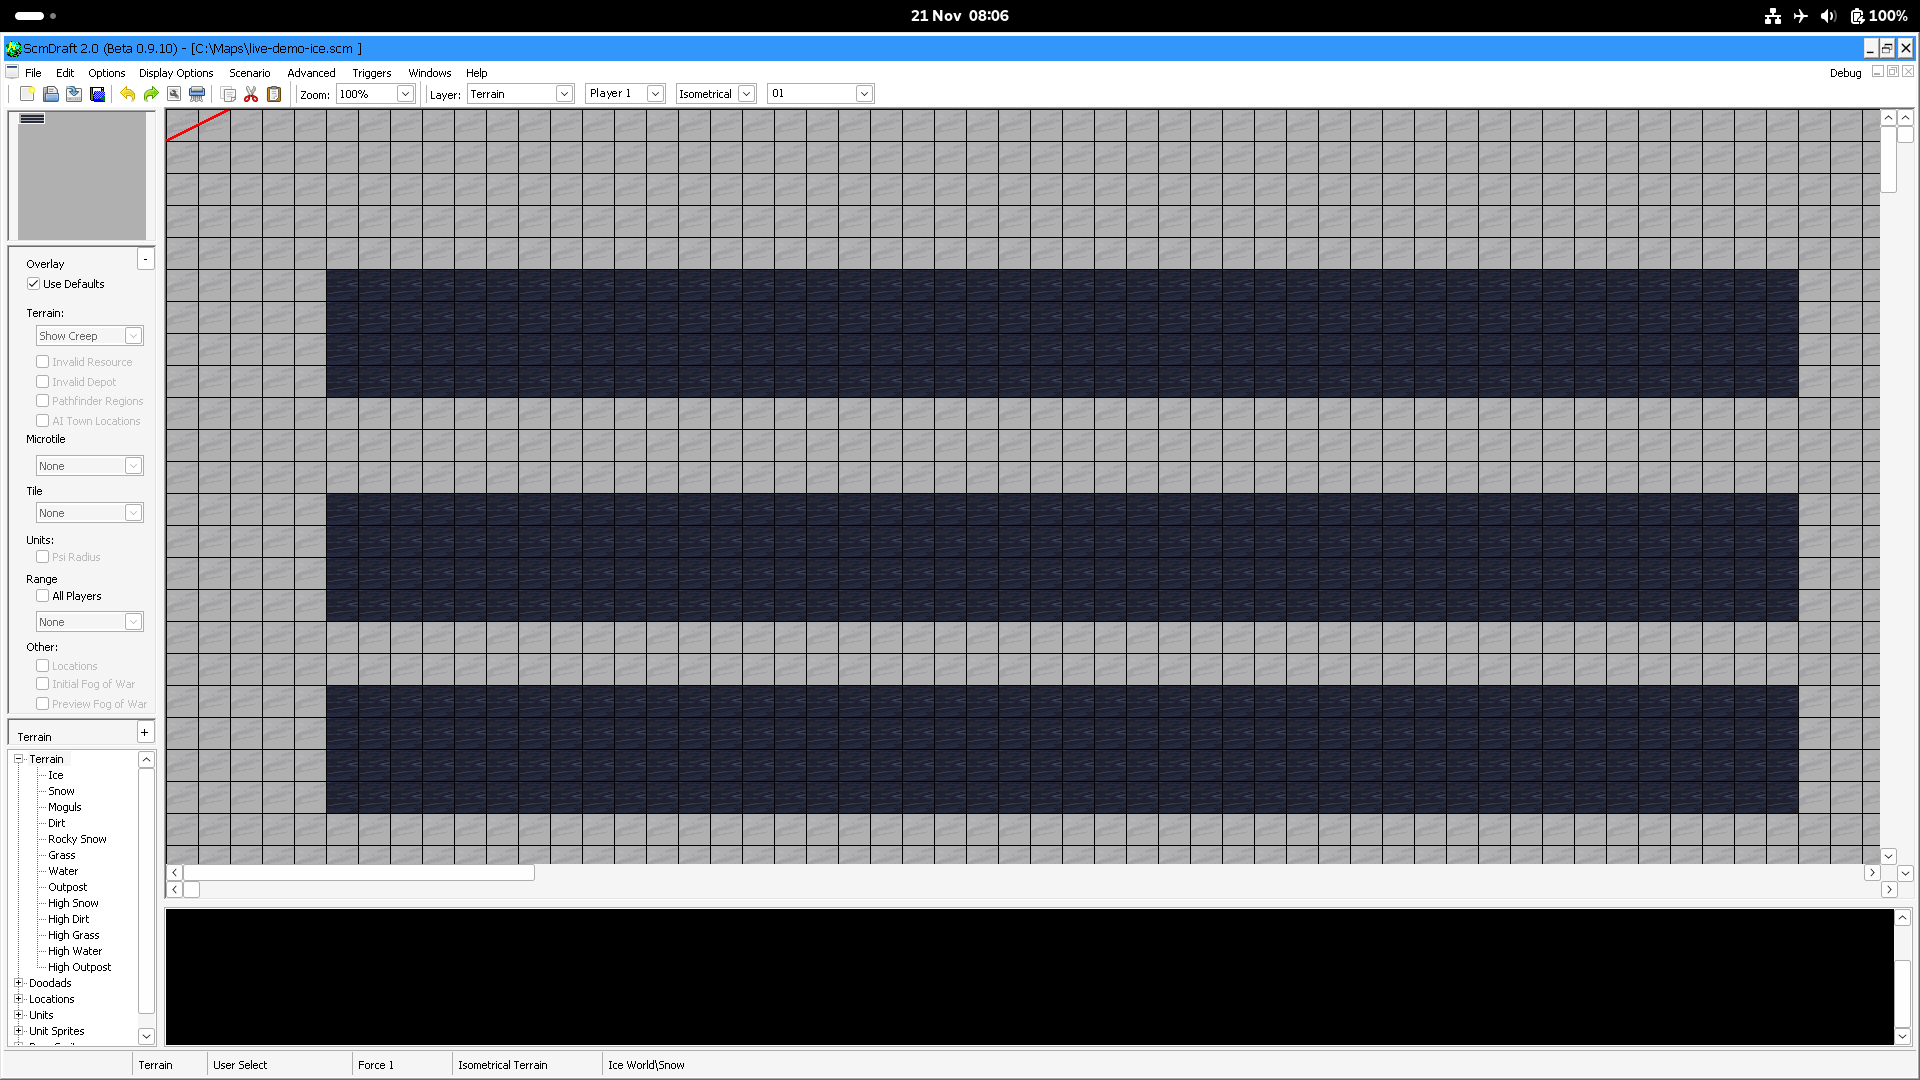 21 Nov 08:06
100%
ScmDraft 2.0 (Beta 0.9.10) - [C:\Maps\live-demo-ice.scm ]
File Edit Options Display Options Scenario Advanced Triggers Windows Help Debug
Zoom: 100% Layer: Terrain Player 1 Isometrical 01
Overlay -
Use Defaults
Terrain:
Show Creep
Invalid Resource
Invalid Depot
Pathfinder Regions
AI Town Locations
Microtile
None
Tile
None
Units:
Psi Radius
Range
All Players
None
Other:
Locations
Initial Fog of War
Preview Fog of War
Terrain +
Terrain
Ice
Snow
Moguls
Dirt
Rocky Snow
Grass
Water
Outpost
High Snow
High Dirt
High Grass
High Water
High Outpost
Doodads
Locations
Units
Unit Sprites
Terrain User Select Force 1 Isometrical Terrain Ice World\Snow